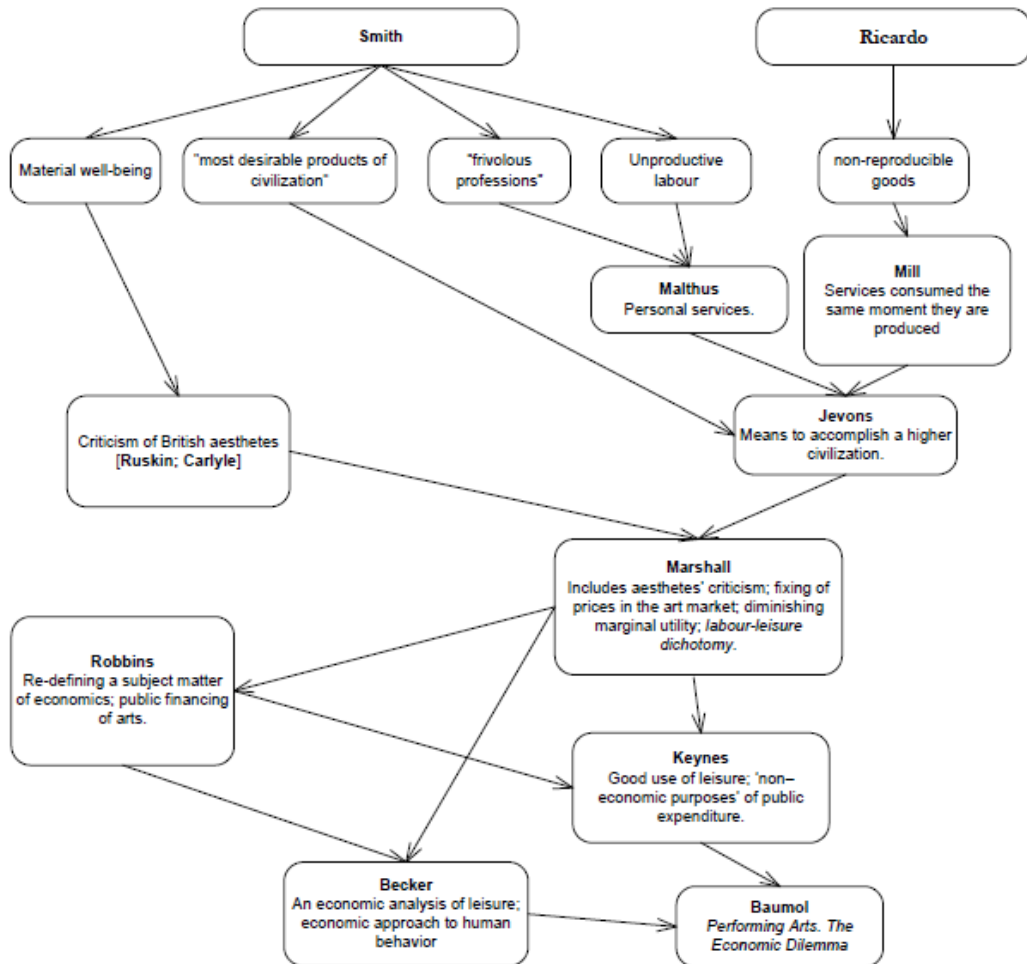 Smith
Ricardo
Material well-being
"most desirable products of
civilization"
"frivolous
professions"
Unproductive
labour
non-reproducible
goods
Malthus
Personal services.
Mill
Services consumed the
same moment they are
produced
Criticism of British aesthetes
[Ruskin; Carlyle]
Jevons
Means to accomplish a higher
civilization.
Marshall
Includes aesthetes' criticism; fixing of
prices in the art market; diminishing
marginal utility; labour-leisure
dichotomy.
Robbins
Re-defining a subject matter
of economics; public financing
of arts.
Keynes
Good use of leisure; 'non–
economic purposes' of public
expenditure.
Becker
An economic analysis of leisure;
economic approach to human
behavior
Baumol
Performing Arts. The
Economic Dilemma